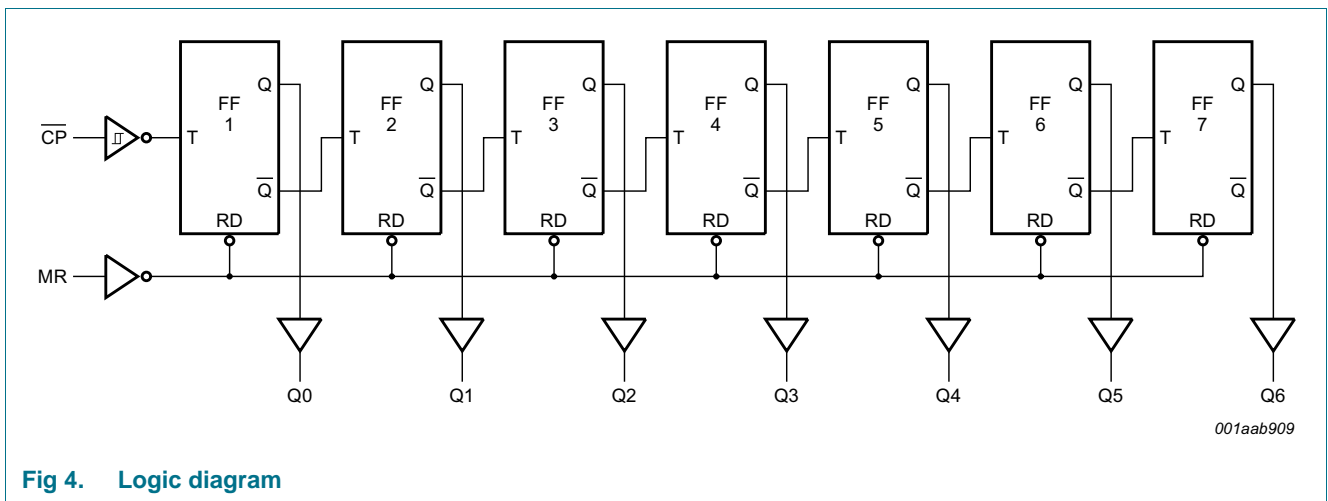 Q Q Q Q Q Q Q
FF FF FF FF FF FF FF
1 2 3 4 5 6 7
C̅P̅ T T T T T T T
Q̅ Q̅ Q̅ Q̅ Q̅ Q̅ Q̅
RD RD RD RD RD RD RD
MR
Q0 Q1 Q2 Q3 Q4 Q5 Q6
001aab909
Fig 4. Logic diagram